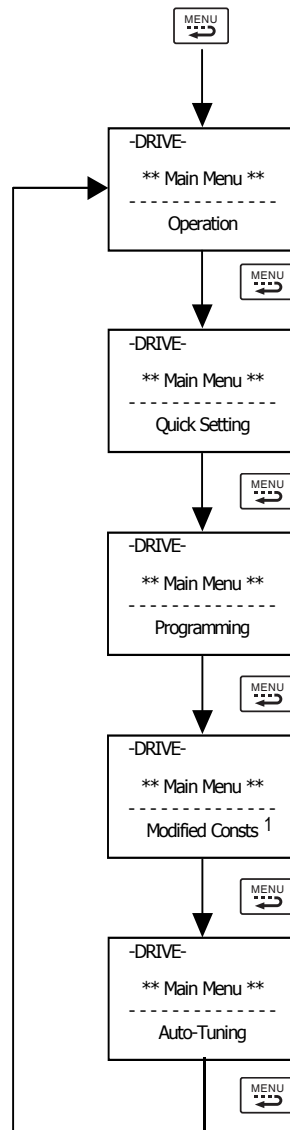 MENU
-DRIVE-
** Main Menu **
- - - - - - - - - - - - - -
Operation
MENU
-DRIVE-
** Main Menu **
- - - - - - - - - - - - - -
Quick Setting
MENU
-DRIVE-
** Main Menu **
- - - - - - - - - - - - - -
Programming
MENU
-DRIVE-
** Main Menu **
- - - - - - - - - - - - - -
Modified Consts 1
MENU
-DRIVE-
** Main Menu **
- - - - - - - - - - - - - -
Auto-Tuning
MENU